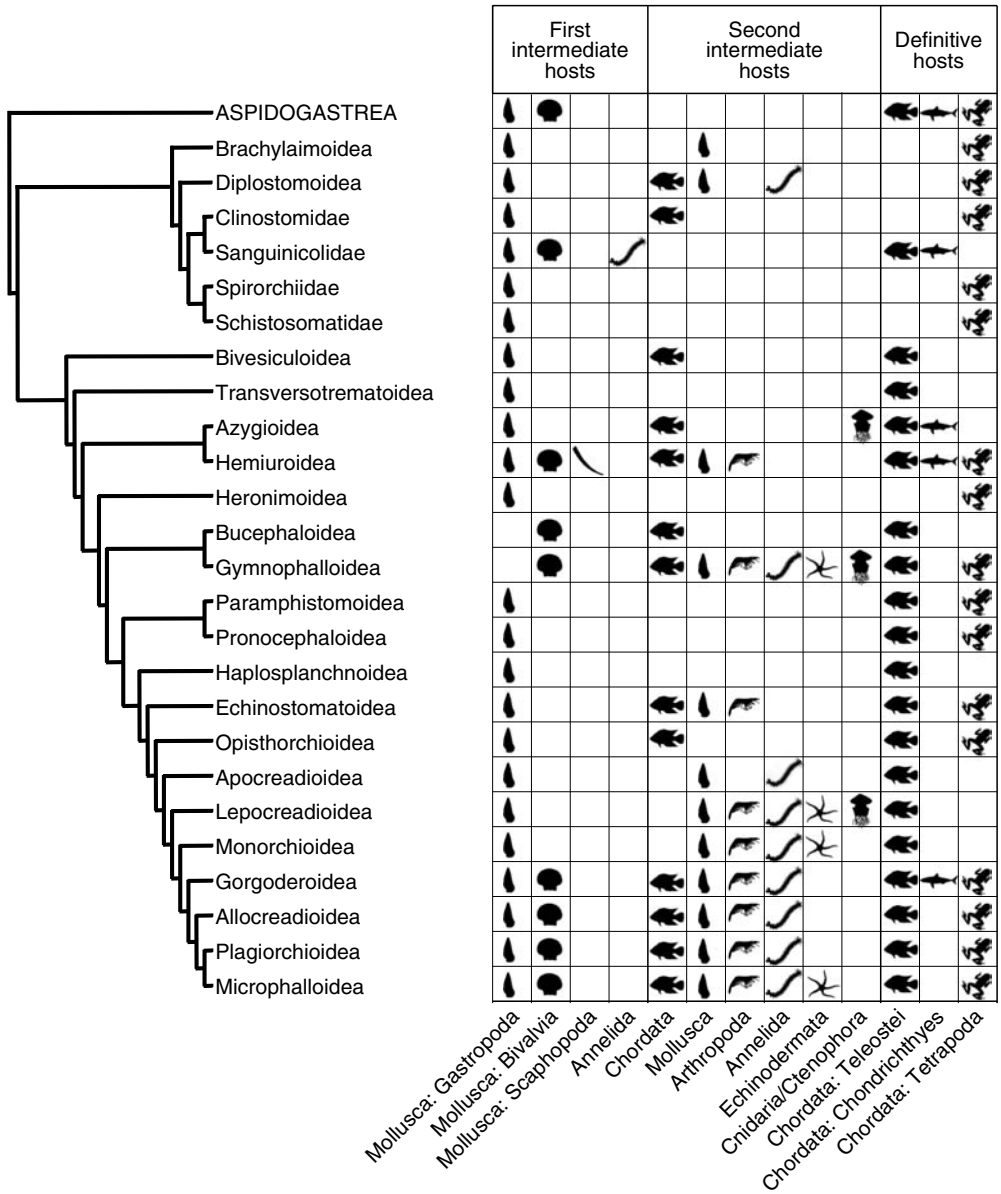 First
intermediate
hosts
Second
intermediate
hosts
Definitive
hosts
ASPIDOGASTREA
Brachylaimoidea
Diplostomoidea
Clinostomidae
Sanguinicolidae
Spirorchiidae
Schistosomatidae
Bivesiculoidea
Transversotrematoidea
Azygioidea
Hemiuroidea
Heronimoidea
Bucephaloidea
Gymnophalloidea
Paramphistomoidea
Pronocephaloidea
Haplosplanchnoidea
Echinostomatoidea
Opisthorchioidea
Apocreadioidea
Lepocreadioidea
Monorchioidea
Gorgoderoidea
Allocreadioidea
Plagiorchioidea
Microphalloidea
Mollusca: Gastropoda
Mollusca: Bivalvia
Mollusca: Scaphopoda
Annelida
Chordata
Mollusca
Arthropoda
Annelida
Echinodermata
Cnidaria/Ctenophora
Chordata: Teleostei
Chordata: Chondrichthyes
Chordata: Tetrapoda